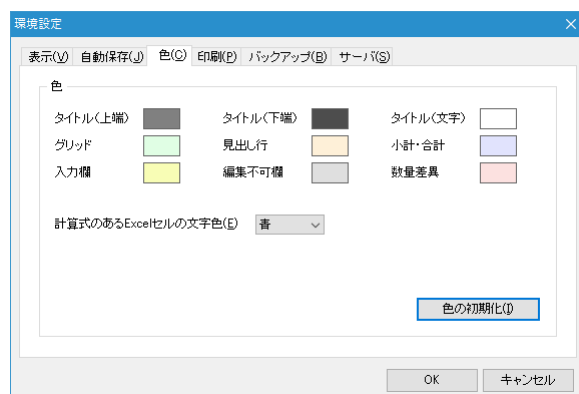 環境設定
表示(V) 自動保存(J) 色(C) 印刷(P) バックアップ(B) サーバ(S)
色
タイトル(上端) タイトル(下端) タイトル(文字)
グリッド 見出し行 小計・合計
入力欄 編集不可欄 数量差異
計算式のあるExcelセルの文字色(E) 青
色の初期化(I)
OK キャンセル